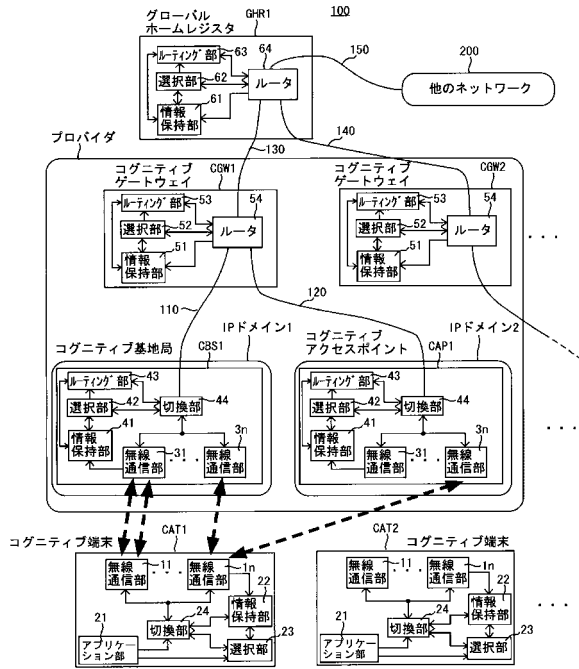 100
グローバル
ホームレジスタ
GHR1
63
64
ルーティング部
選択部
62
ルータ
61
情報
保持部
150
200
他のネットワーク
130
140
プロバイダ
コグニティブ
ゲートウェイ
CGW1
53
54
ルーティング部
選択部
52
ルータ
51
情報
保持部
コグニティブ
ゲートウェイ
CGW2
53
54
ルーティング部
選択部
52
ルータ
51
情報
保持部
110
120
IPドメイン1
IPドメイン2
コグニティブ基地局
CBS1
43
44
ルーティング部
選択部
42
切換部
41
情報
保持部
無線
通信部
31
3n
無線
通信部
コグニティブ
アクセスポイント
CAP1
43
44
ルーティング部
選択部
42
切換部
41
情報
保持部
無線
通信部
31
3n
無線
通信部
コグニティブ端末
CAT1
11
1n
無線
通信部
無線
通信部
22
情報
保持部
21
24
23
切換部
アプリケー
ション部
選択部
CAT2
コグニティブ端末
11
1n
無線
通信部
無線
通信部
22
情報
保持部
21
24
23
切換部
アプリケー
ション部
選択部